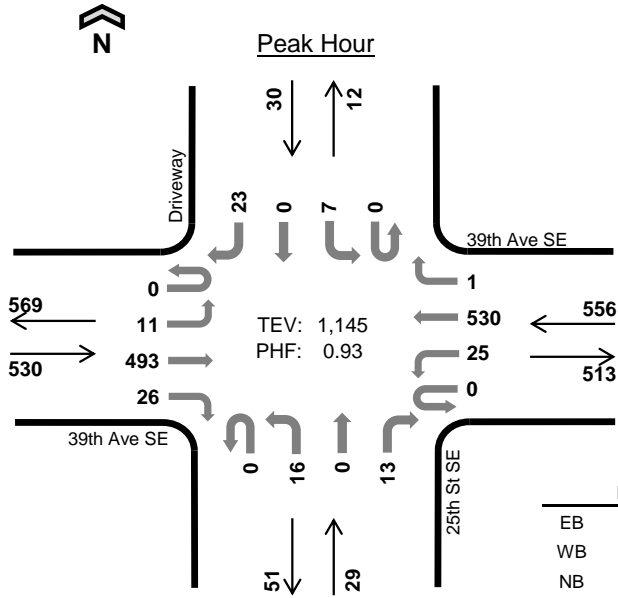 N
Peak Hour
30
12
Driveway
23
0
7
0
39th Ave SE
0
1
569
11
TEV: 1,145
530
556
530
493
PHF: 0.93
25
513
26
0
39th Ave SE
0
16
0
13
25th St SE
51
29
EB
WB
NB